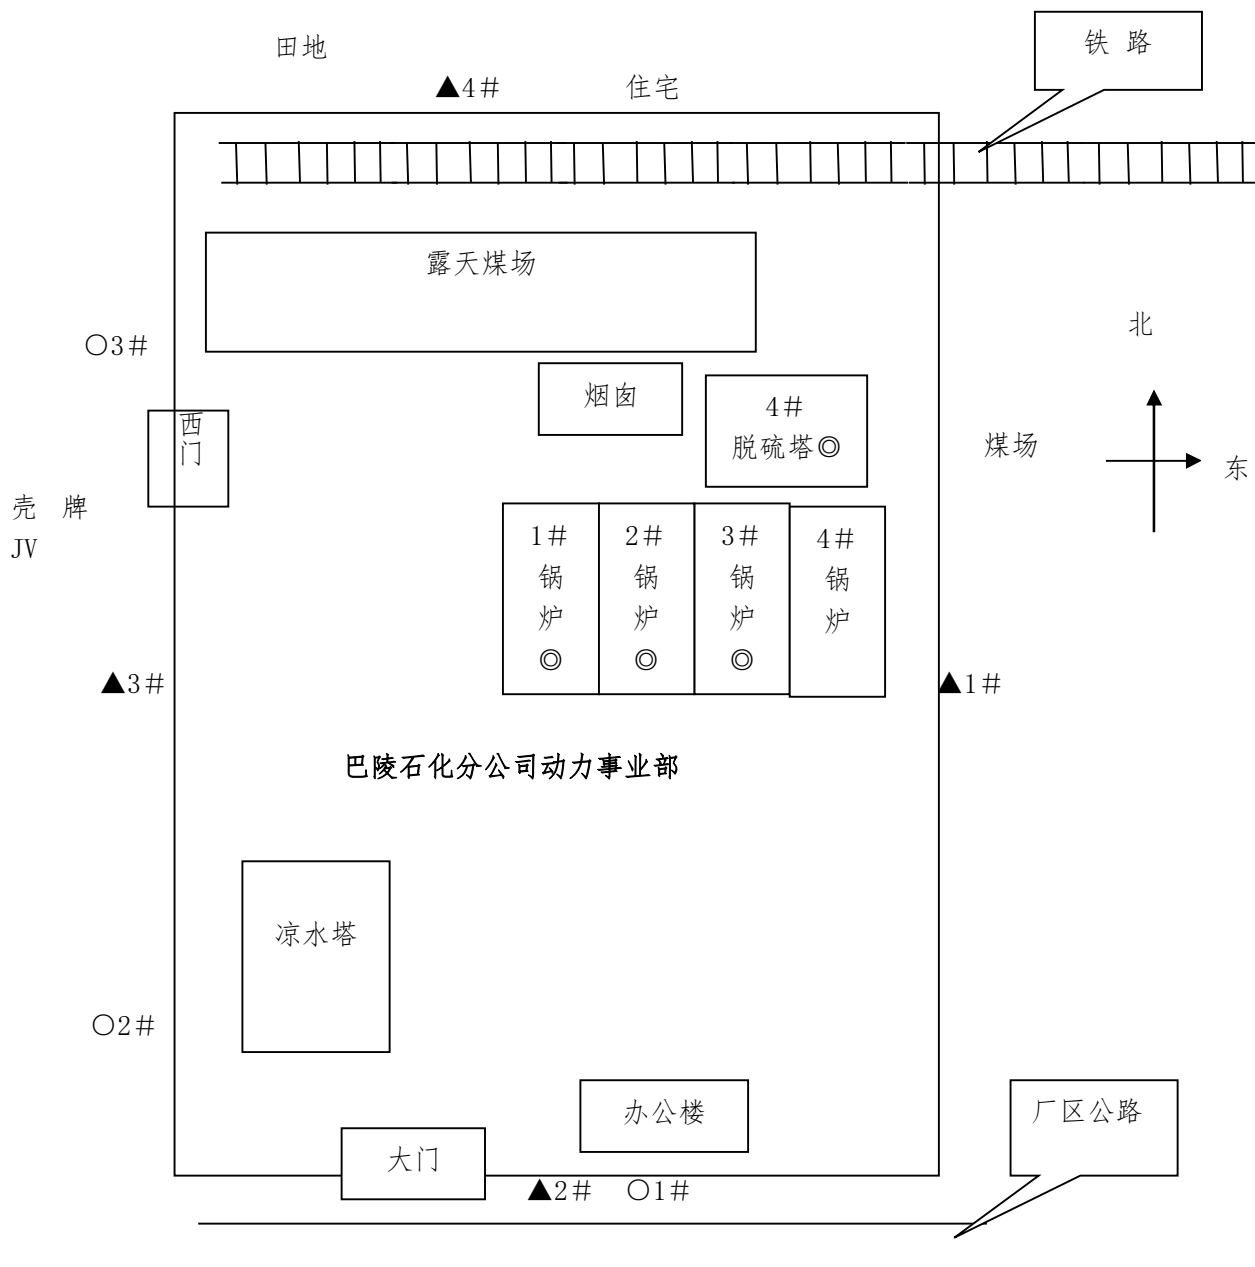 田地
铁 路
▲4＃
住宅
露天煤场
北
○3＃
烟囱
4＃
脱硫塔◎
西
门
煤场
东
壳 牌
JV
1＃
锅
炉
◎
2＃
锅
炉
◎
3＃
锅
炉
◎
4＃
锅
炉
▲3＃
▲1＃
巴陵石化分公司动力事业部
凉水塔
○2＃
办公楼
厂区公路
大门
▲2＃ ○1＃